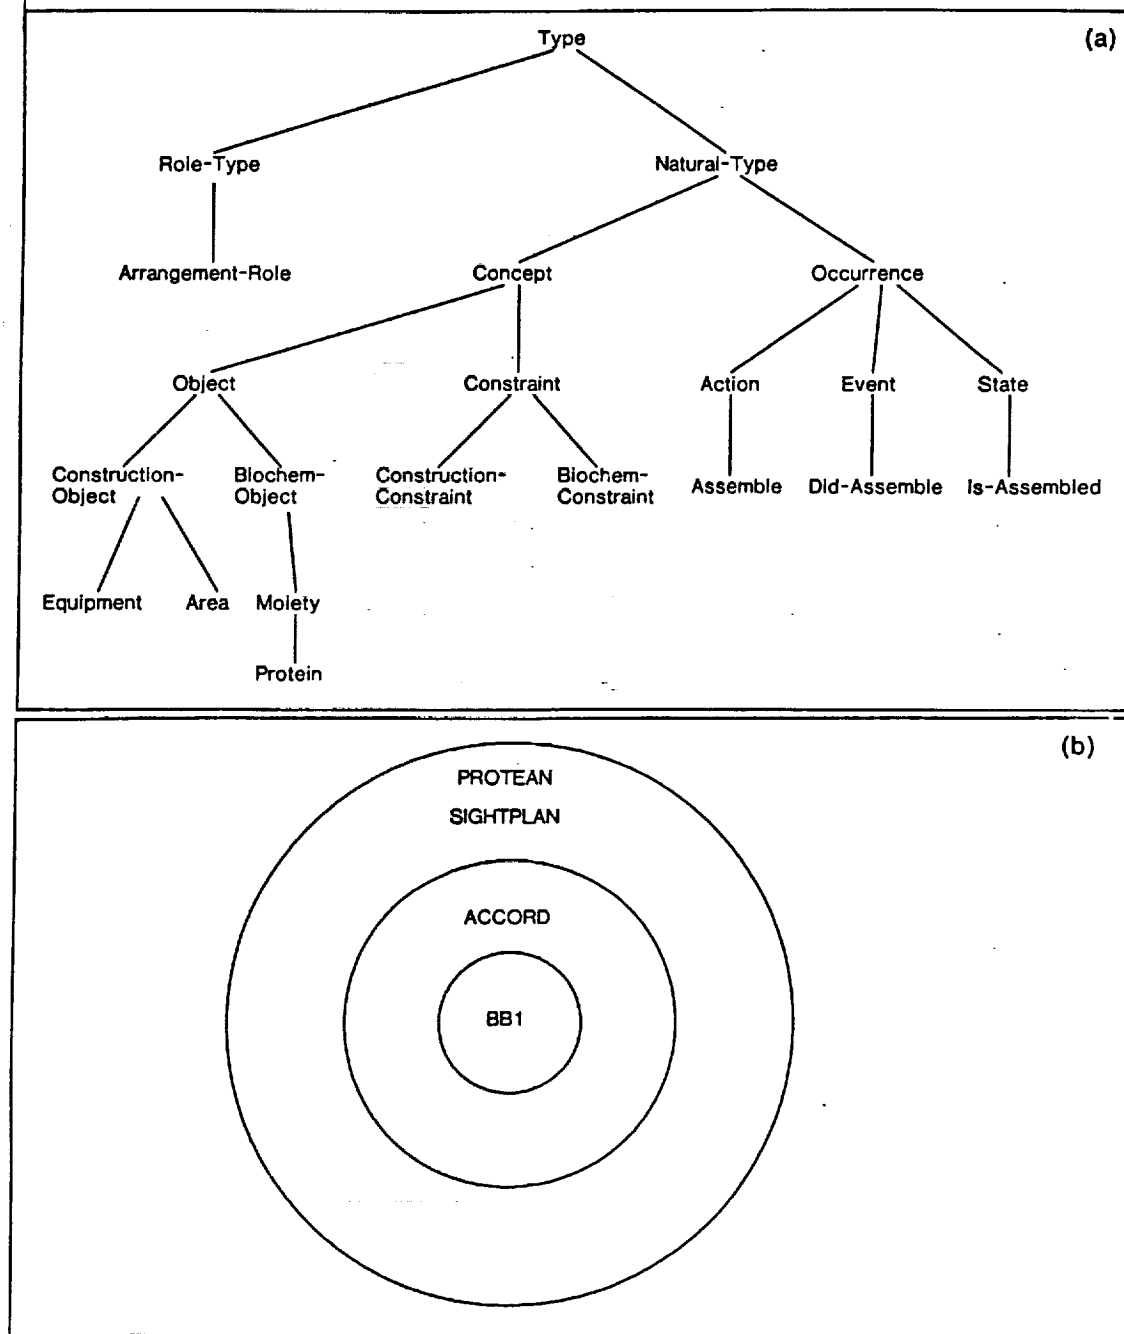 (a)
Type
Role-Type Natural-Type
Arrangement-Role Concept Occurrence
Object Constraint Action Event State
Construction- Biochem- Construction- Biochem-
Object Object Constraint Constraint Assemble Did-Assemble Is-Assembled
Equipment Area Moiety
Protein
(b)
PROTEAN
SIGHTPLAN
ACCORD
BB1